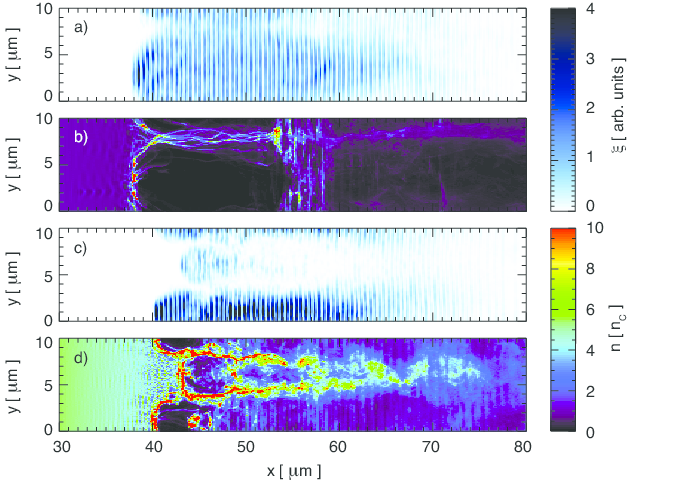 10
a)
5
0
y [ μm ]
10
b)
5
0
y [ μm ]
10
c)
5
0
y [ μm ]
10
d)
5
0
y [ μm ]
30 40 50 60 70 80
x [ μm ]
4
3
2
1
0
ξ [ arb. units ]
10
8
6
4
2
0
n [ n_C ]